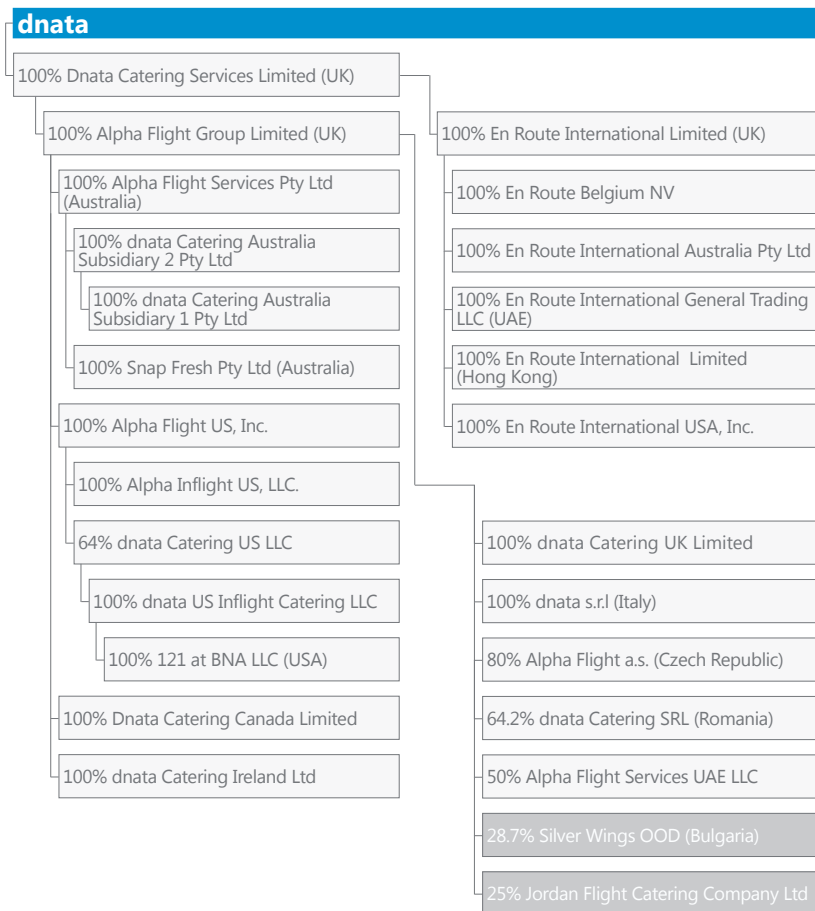 dnata
100% Dnata Catering Services Limited (UK)
100% Alpha Flight Group Limited (UK)
100% Alpha Flight Services Pty Ltd
(Australia)
100% dnata Catering Australia
Subsidiary 2 Pty Ltd
100% dnata Catering Australia
Subsidiary 1 Pty Ltd
100% Snap Fresh Pty Ltd (Australia)
100% Alpha Flight US, Inc.
100% Alpha Inflight US, LLC.
64% dnata Catering US LLC
100% dnata US Inflight Catering LLC
100% 121 at BNA LLC (USA)
100% Dnata Catering Canada Limited
100% dnata Catering Ireland Ltd
100% En Route International Limited (UK)
100% En Route Belgium NV
100% En Route International Australia Pty Ltd
100% En Route International General Trading
LLC (UAE)
100% En Route International Limited
(Hong Kong)
100% En Route International USA, Inc.
100% dnata Catering UK Limited
100% dnata s.r.l (Italy)
80% Alpha Flight a.s. (Czech Republic)
64.2% dnata Catering SRL (Romania)
50% Alpha Flight Services UAE LLC
28.7% Silver Wings OOD (Bulgaria)
25% Jordan Flight Catering Company Ltd